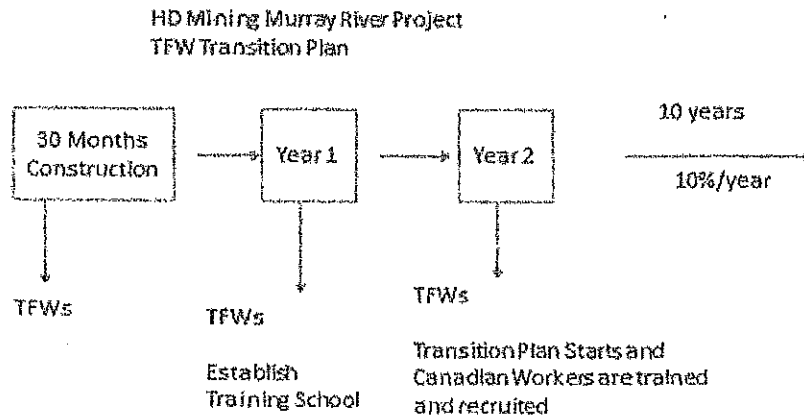 HD Mining Murray River Project
TFW Transition Plan
30 Months
Construction
Year 1
Year 2
10 years
10%/year
TFWs
TFWs
Establish
Training School
TFWs
Transition Plan Starts and
Canadian Workers are trained
and recruited